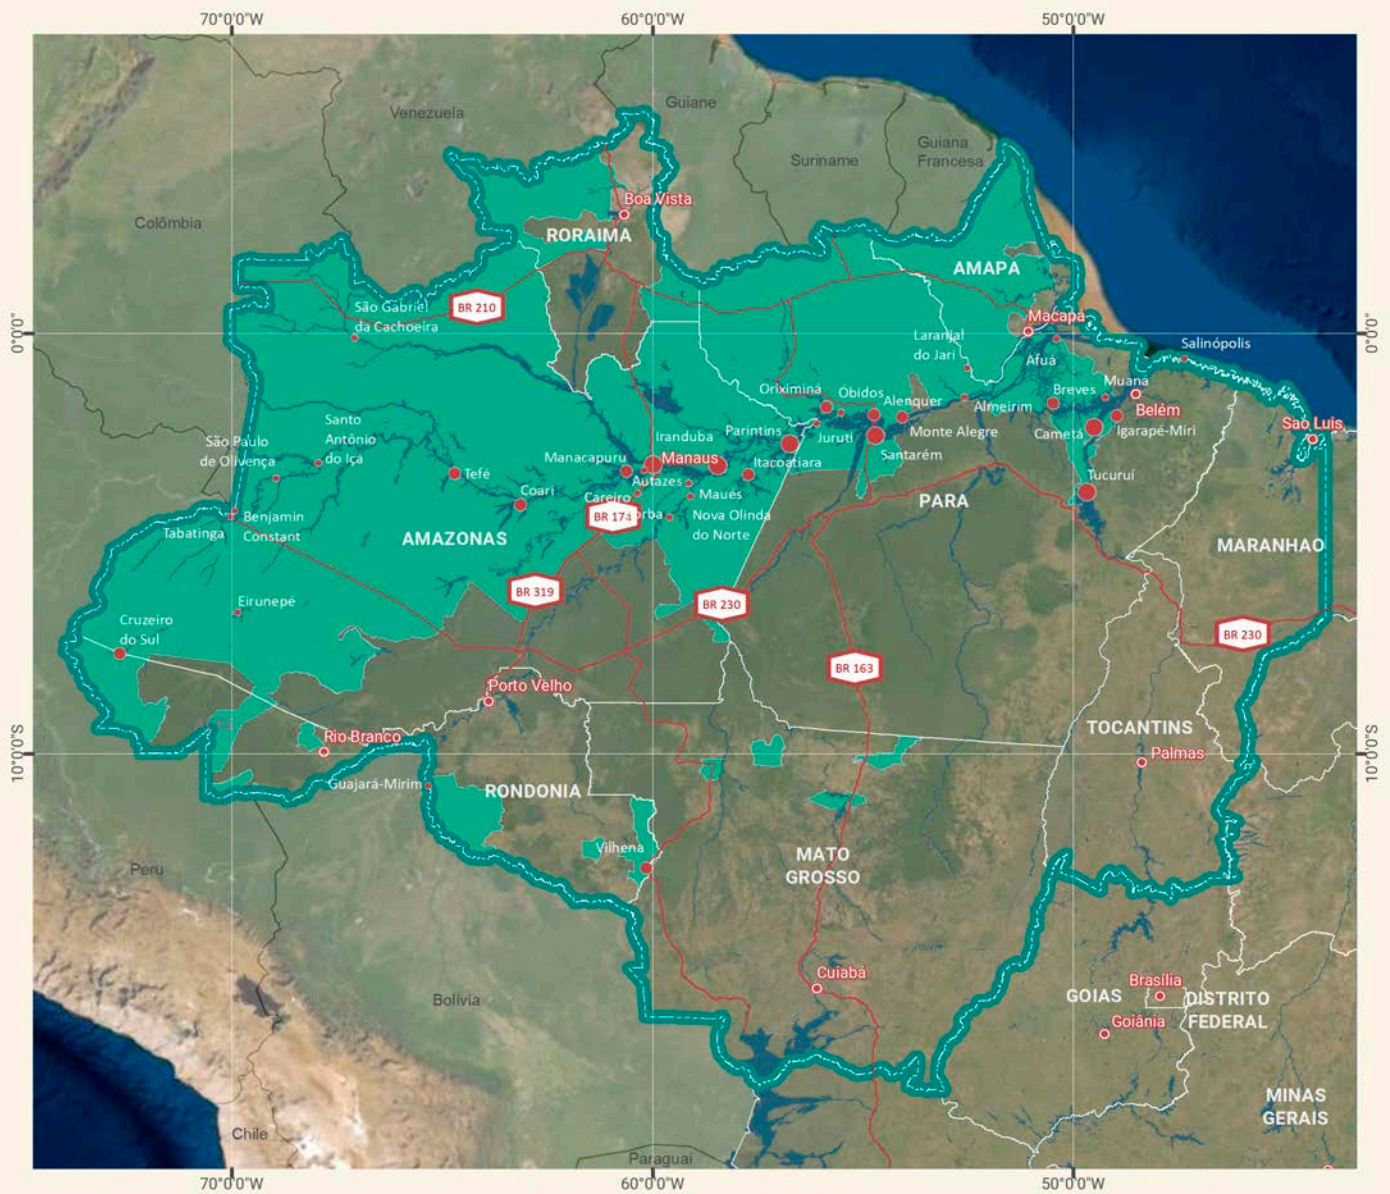 70°0'0"W
60°0'0"W
50°0'0"W
Venezuela
Guiane
Suriname
Guiana
Francesa
Colômbia
Boa Vista
RORAIMA
AMAPA
BR 210
São Gabriel
da Cachoeira
Macapá
0°0'0"
0°0'0"
Laranjal
do Jari
Afuá
Salinópolis
Oriximiná
Óbidos
Alenquer
Almeirim
Breves
Muaná
Belém
São Paulo
de Olivença
Santo
Antônio
do Içá
Parintins
Juruti
Monte Alegre
Cametá
Igarapé-Miri
Sao Luis
Iranduba
Manacapuru
Manaus
Itacoatiara
Santarém
Tefé
Coari
Autazes
Careiro
Maués
Tucuruí
BR 174
orba
Nova Olinda
do Norte
PARA
Tabatinga
Benjamin
Constant
AMAZONAS
MARANHAO
BR 319
BR 230
Eirunepé
Cruzeiro
do Sul
BR 230
BR 163
Porto Velho
Rio Branco
TOCANTINS
Palmas
10°0'0"S
10°0'0"S
Guajará-Mirim
RONDONIA
Vilhena
MATO
GROSSO
Peru
Bolívia
Cuiabá
Brasília
GOIAS
DISTRITO
FEDERAL
Goiânia
MINAS
GERAIS
Chile
Paraguai
70°0'0"W
60°0'0"W
50°0'0"W